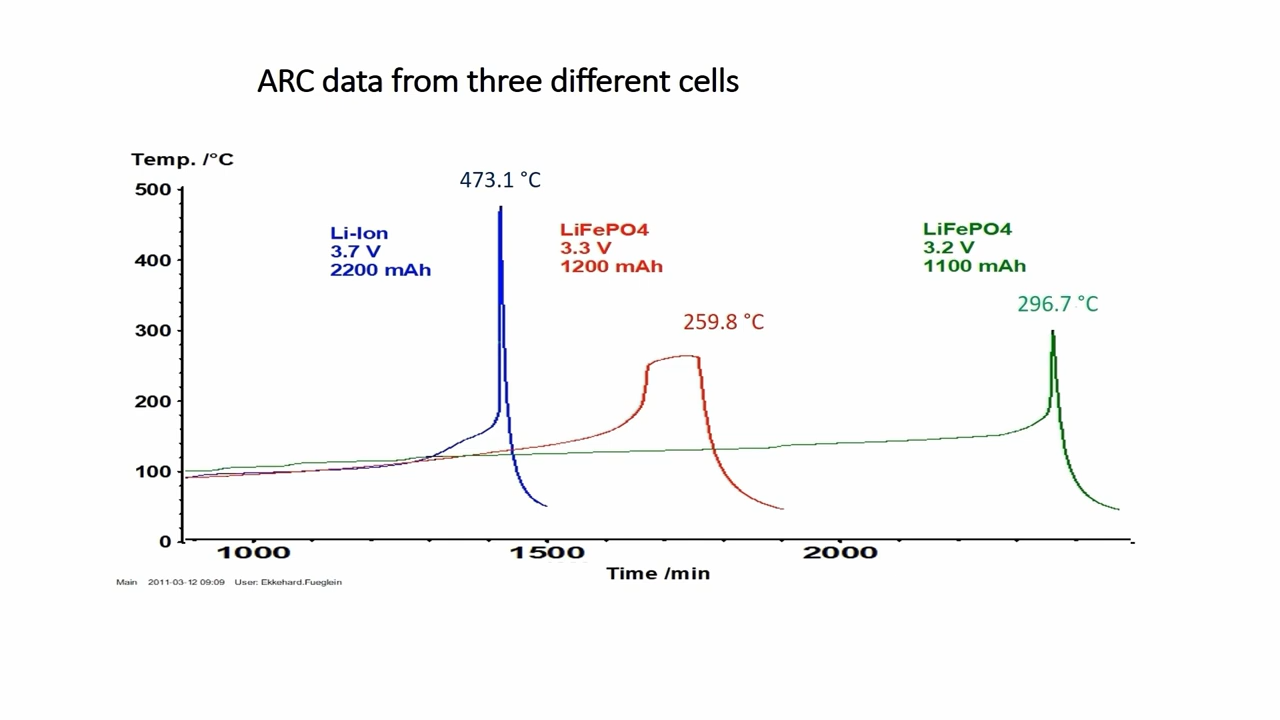 ARC data from three different cells
Temp. /°C
473.1 °C
500
Li-Ion
3.7 V
2200 mAh
LiFePO4
3.3 V
1200 mAh
LiFePO4
3.2 V
1100 mAh
400
296.7 °C
259.8 °C
300
200
100
0
1000
1500
2000
Time /min
Main 2011-03-12 09:09 User: Ekkehard.Fueglein